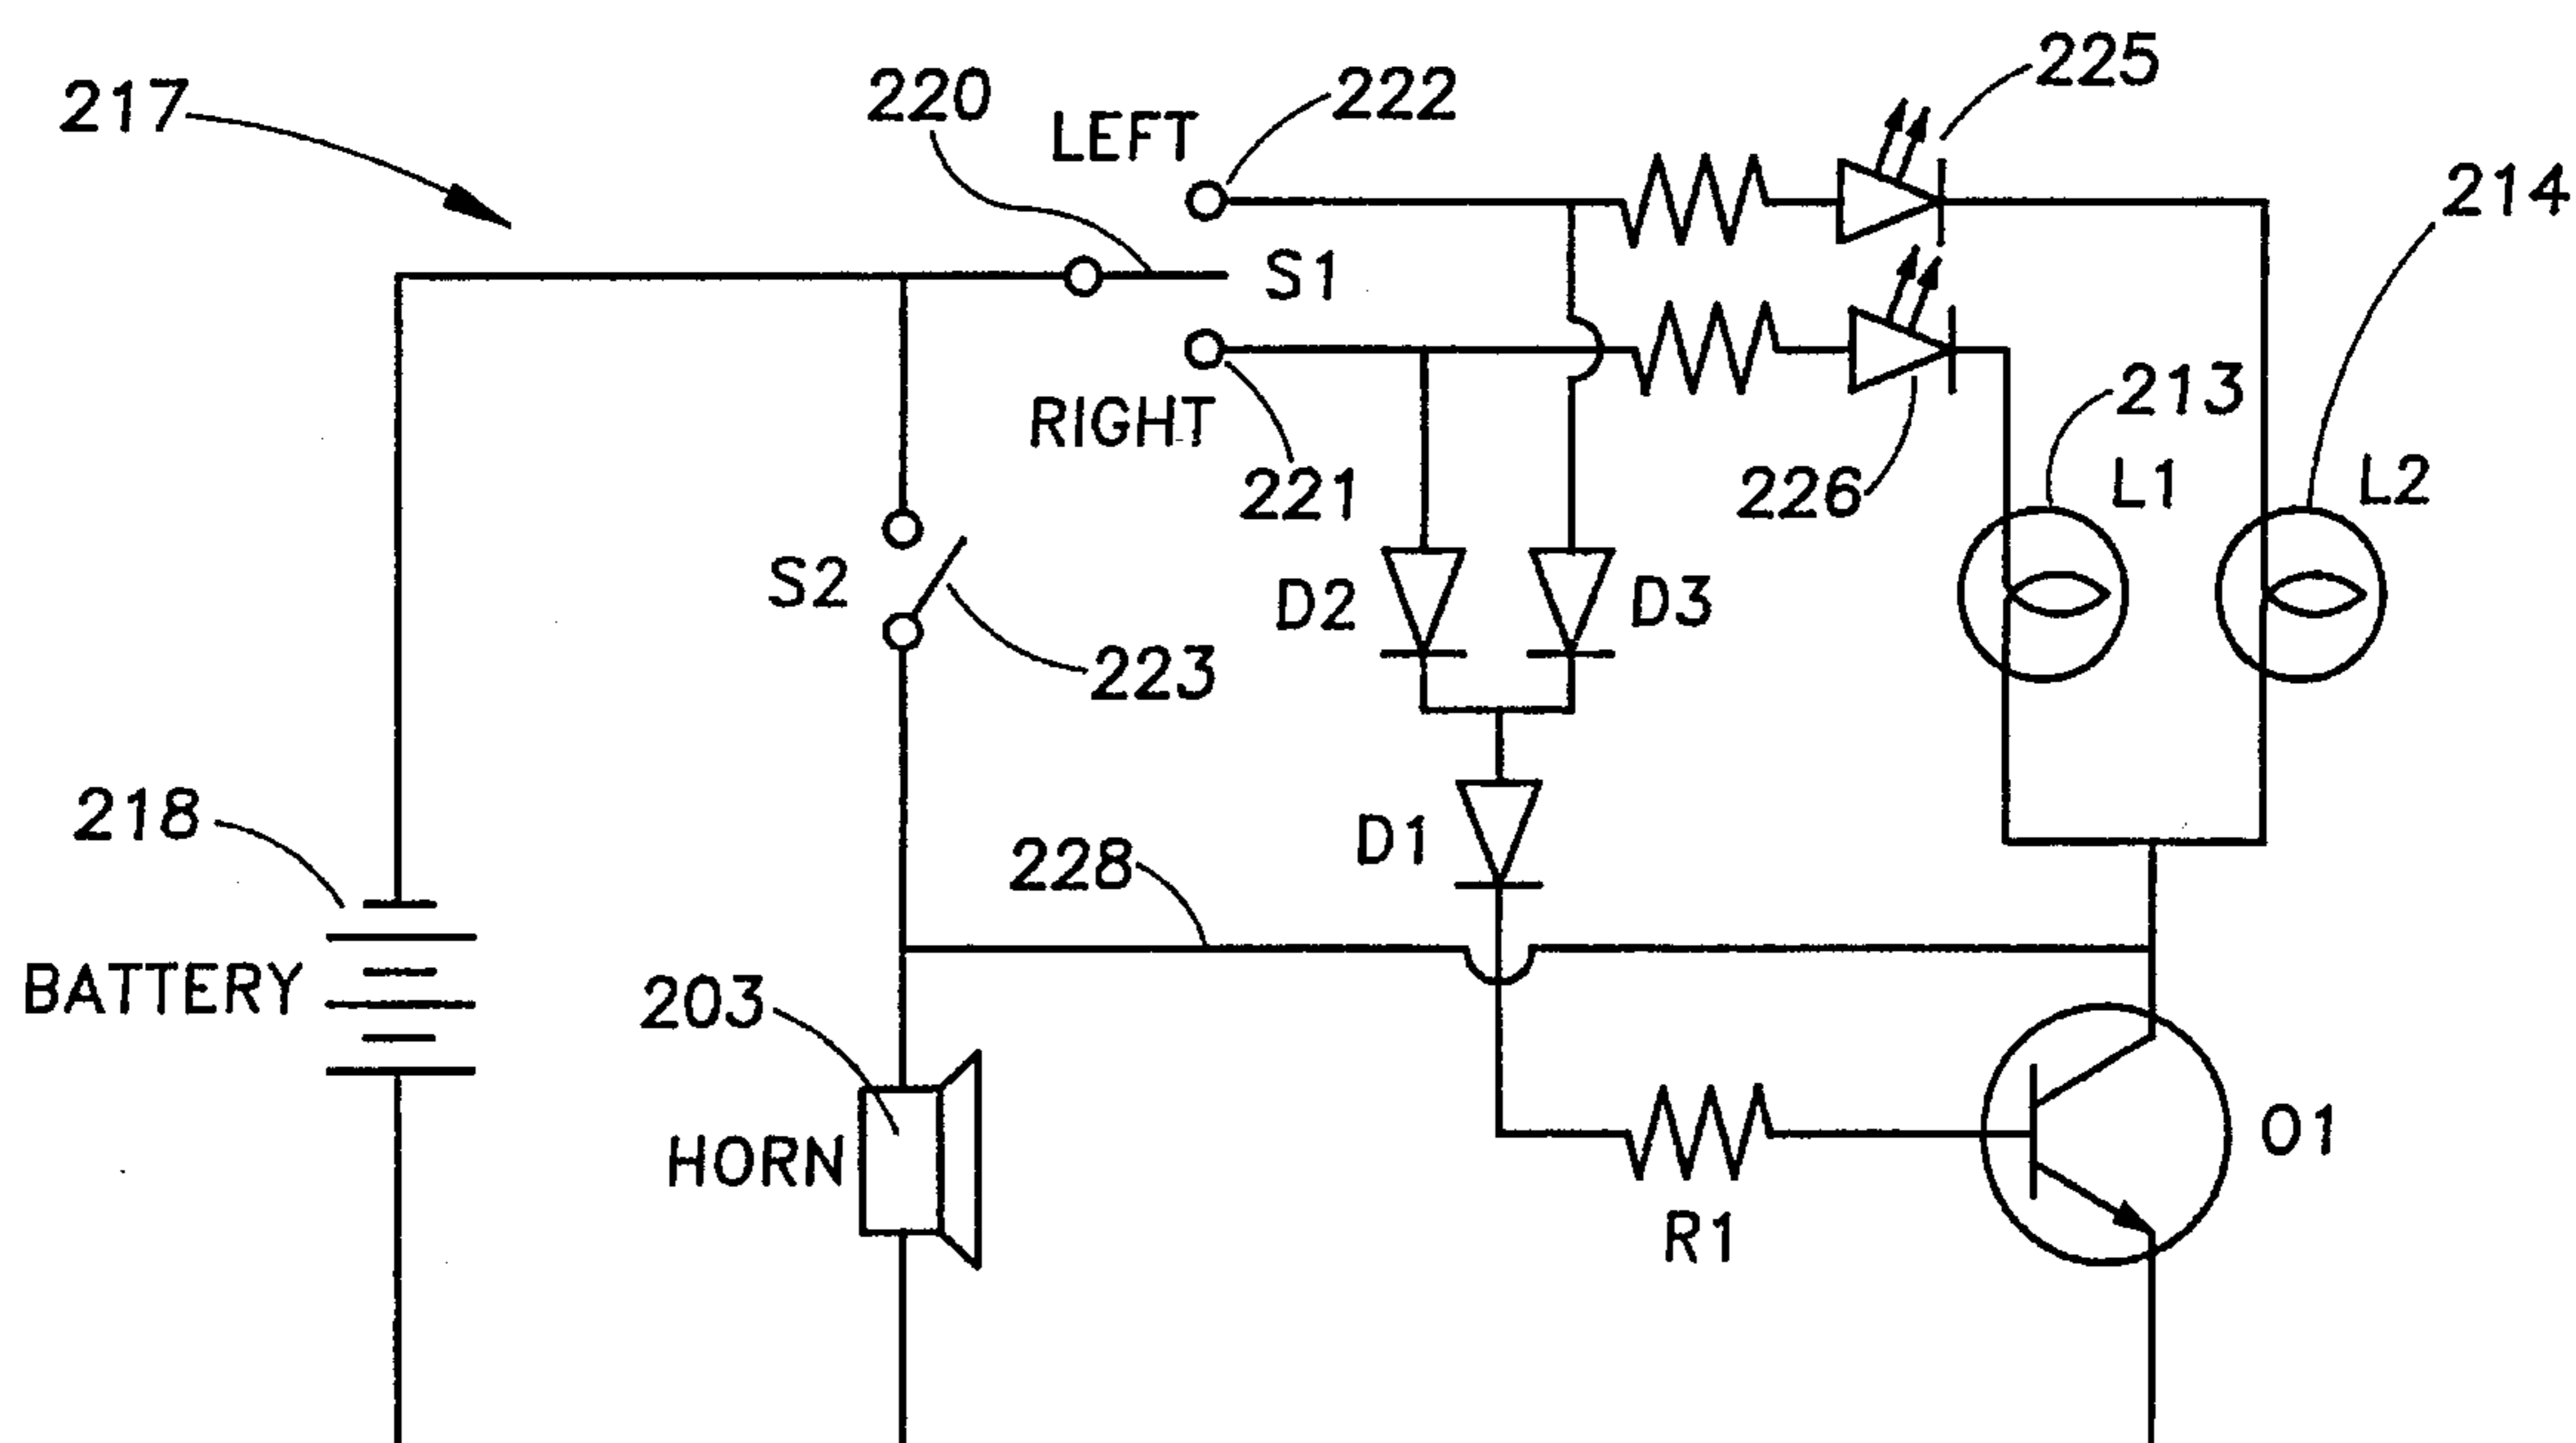 217
220
LEFT
222
225
214
S1
RIGHT
221
226
213
L1
L2
S2
223
D2
D3
218
BATTERY
228
D1
203
HORN
R1
O1